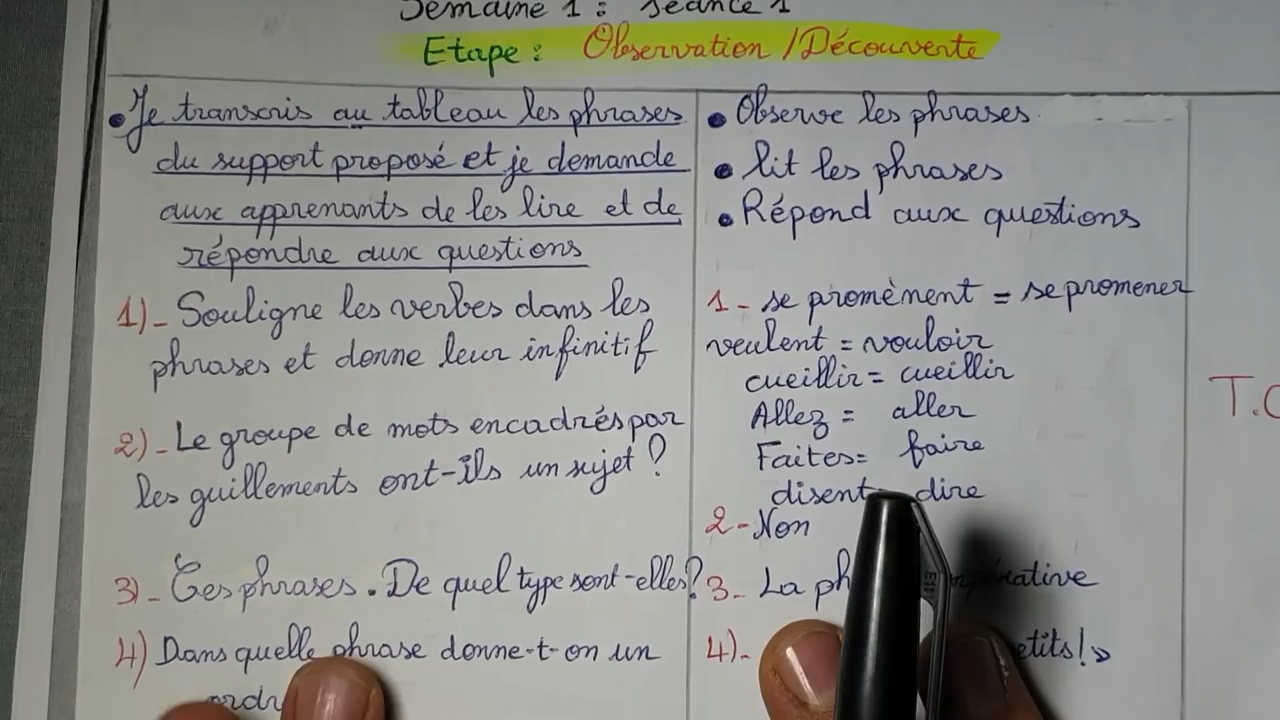 Semaine 1 : Séance 1
Etape : Observation / Découverte
• Je transcris au tableau les phrases
du support proposé et je demande
aux apprenants de les lire et de
répondre aux questions
1)- Souligne les verbes dans les
phrases et donne leur infinitif
2)- Le groupe de mots encadrés par
les guillements ont-ils un sujet ?
3)- Ces phrases. De quel type sont-elles ?
4) Dans quelle phrase donne-t-on un
• Observe les phrases
• lit les phrases
• Répond aux questions
1- se promènent = se promener
veulent = vouloir
cueillir = cueillir
Allez = aller
Faites = faire
disent = dire
2- Non
3- La
4)-
T.C